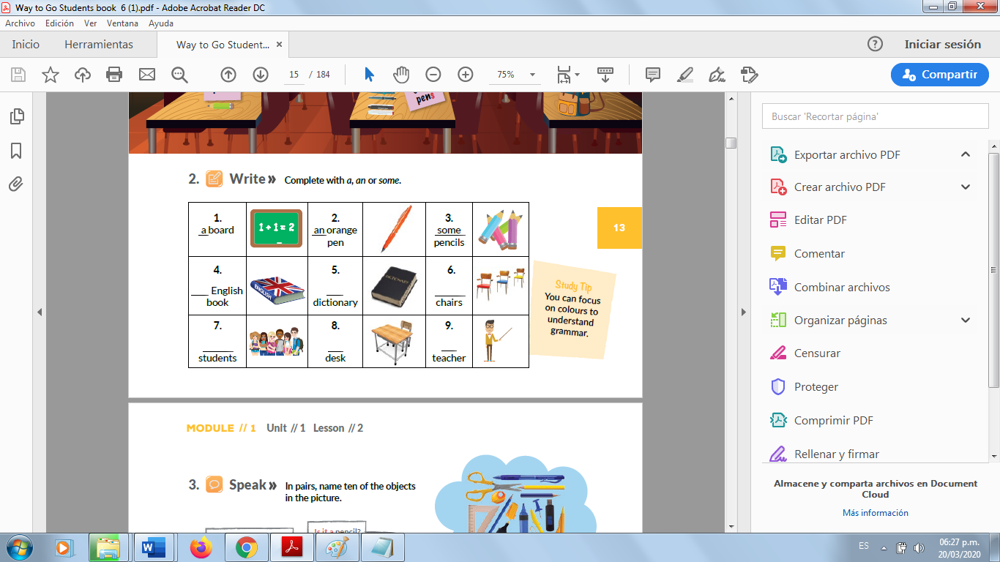 Way to Go Students book 6 (1).pdf - Adobe Acrobat Reader DC
Archivo Edición Ver Ventana Ayuda
Inicio Herramientas Way to Go Student... ×
Iniciar sesión
15 / 184 75% Compartir
pens
Buscar 'Recortar página'
Exportar archivo PDF
Crear archivo PDF
Editar PDF
Comentar
Combinar archivos
Organizar páginas
Censurar
Proteger
Comprimir PDF
Rellenar y firmar
Almacene y comparta archivos en Document
Cloud
Más información
2. Write» Complete with a, an or some.
1.
a board
1+1=2
2.
an orange
pen
3.
some
pencils
4.
___ English
book
ENGLISH
5.
___
dictionary
DICTIONARY
6.
______
chairs
7.
______
students
8.
___
desk
9.
___
teacher
13
Study Tip
You can focus
on colours to
understand
grammar.
MODULE // 1 Unit // 1 Lesson // 2
3. Speak» In pairs, name ten of the objects
in the picture.
Is it a pencil?
ES 06:27 p.m.
20/03/2020